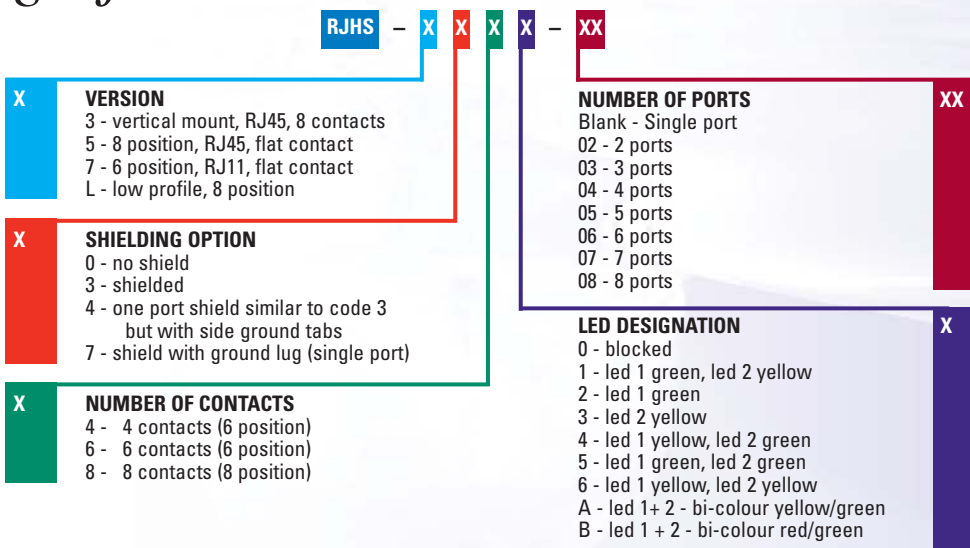 RJHS – X X X X – XX
X
VERSION
3 - vertical mount, RJ45, 8 contacts
5 - 8 position, RJ45, flat contact
7 - 6 position, RJ11, flat contact
L - low profile, 8 position
X
SHIELDING OPTION
0 - no shield
3 - shielded
4 - one port shield similar to code 3
but with side ground tabs
7 - shield with ground lug (single port)
X
NUMBER OF CONTACTS
4 - 4 contacts (6 position)
6 - 6 contacts (6 position)
8 - 8 contacts (8 position)
NUMBER OF PORTS
XX
Blank - Single port
02 - 2 ports
03 - 3 ports
04 - 4 ports
05 - 5 ports
06 - 6 ports
07 - 7 ports
08 - 8 ports
LED DESIGNATION
X
0 - blocked
1 - led 1 green, led 2 yellow
2 - led 1 green
3 - led 2 yellow
4 - led 1 yellow, led 2 green
5 - led 1 green, led 2 green
6 - led 1 yellow, led 2 yellow
A - led 1+ 2 - bi-colour yellow/green
B - led 1 + 2 - bi-colour red/green